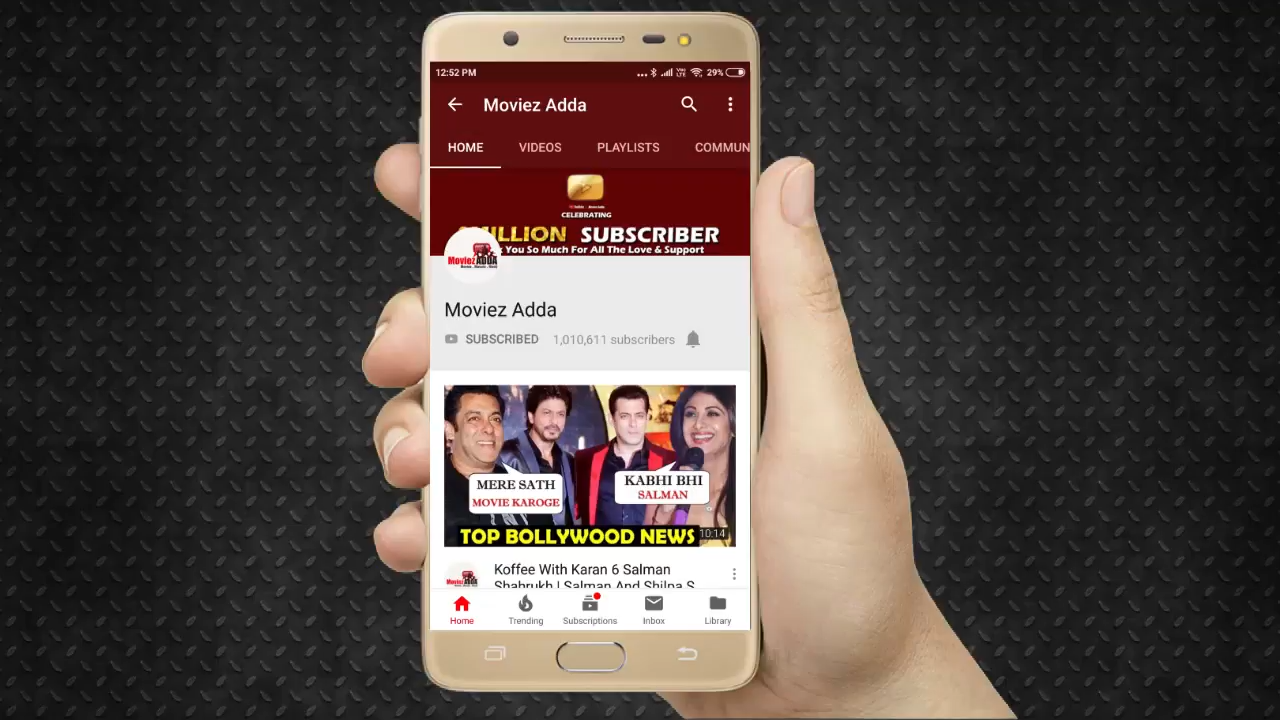 12:52 PM
29%
Moviez Adda
HOME VIDEOS PLAYLISTS COMMUN
CELEBRATING
MILLION SUBSCRIBER
k You So Much For All The Love & Support
Moviez ADDA
Moviez Adda
SUBSCRIBED 1,010,611 subscribers
MERE SATH
MOVIE KAROGE
KABHI BHI
SALMAN
TOP BOLLYWOOD NEWS
10:14
Koffee With Karan 6 Salman
Shahrukh | Salman And Shilpa S
Home Trending Subscriptions Inbox Library